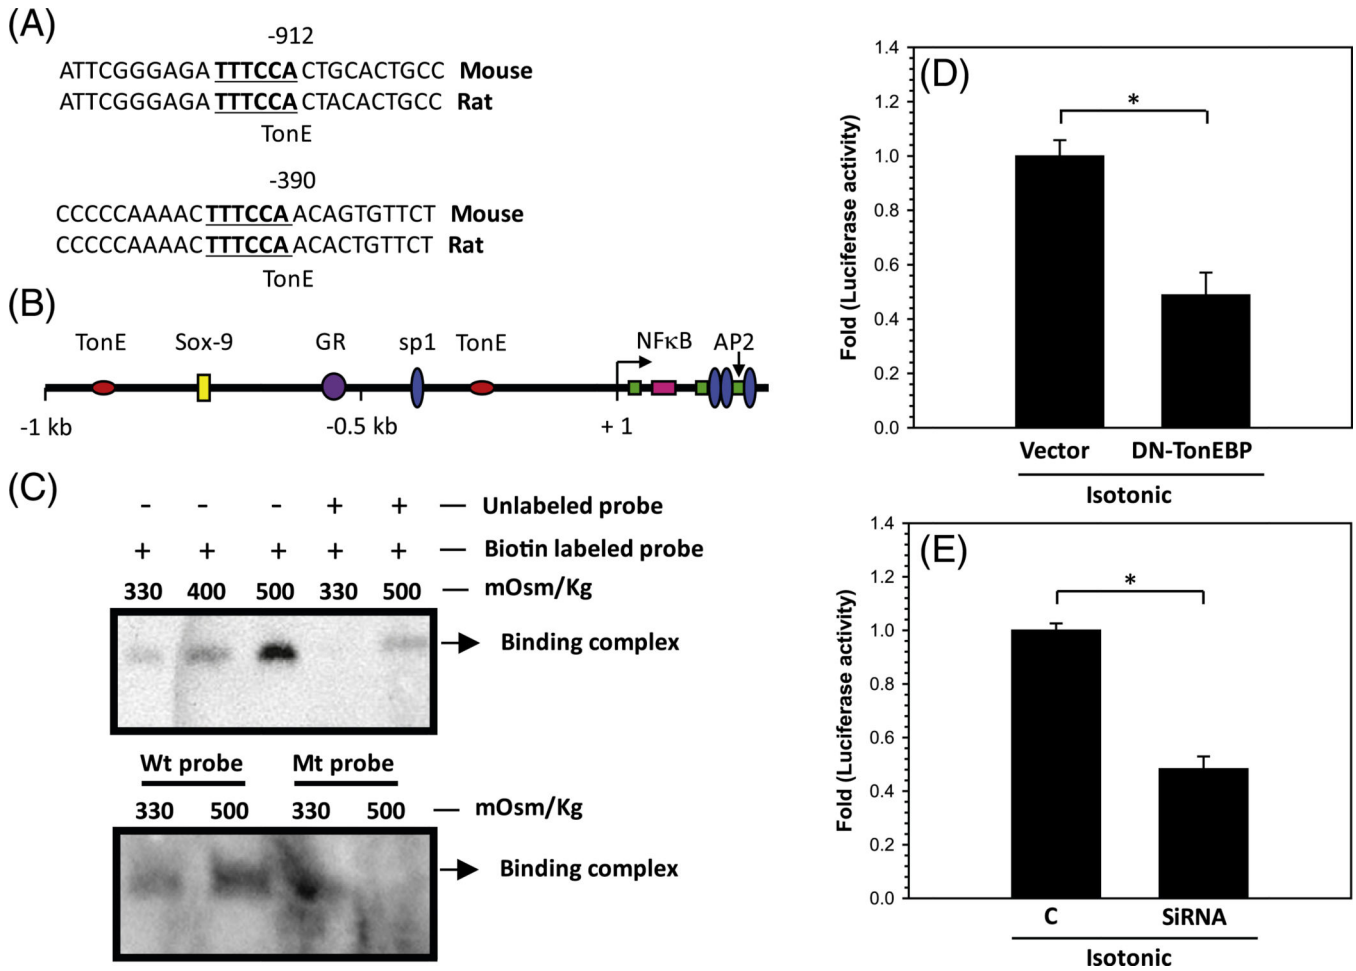 (A)
-912
ATTCGGGAGA TTTCCA CTGCACTGCC Mouse
ATTCGGGAGA TTTCCA CTACACTGCC Rat
TonE
-390
CCCCCAAAAC TTTCCA ACAGTGTTCT Mouse
CCCCCAAAAC TTTCCA ACACTGTTCT Rat
TonE
(B)
TonE Sox-9 GR sp1 TonE NFκB AP2
-1 kb -0.5 kb + 1
(C)
- - - + + — Unlabeled probe
+ + + + + — Biotin labeled probe
330 400 500 330 500 — mOsm/Kg
Binding complex
Wt probe Mt probe
330 500 330 500 — mOsm/Kg
Binding complex
(D)
Fold (Luciferase activity)
1.4
1.2
1.0
0.8
0.6
0.4
0.2
0.0
*
Vector DN-TonEBP
Isotonic
(E)
Fold (Luciferase activity)
1.4
1.2
1.0
0.8
0.6
0.4
0.2
0.0
*
C SiRNA
Isotonic